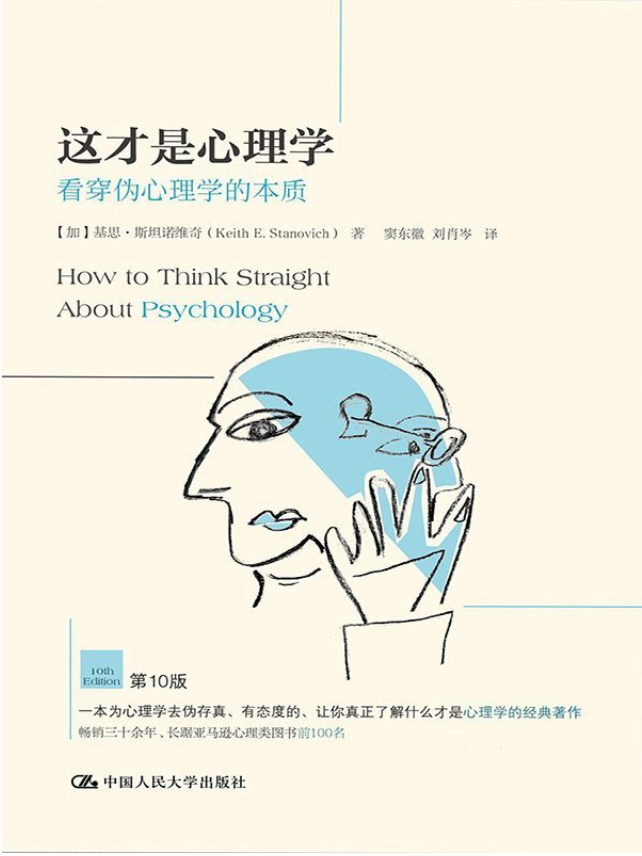 这才是心理学
看穿伪心理学的本质
【加】基思·斯坦诺维奇（Keith E. Stanovich） 著 窦东徽 刘肖岑 译
How to Think Straight
About Psychology
10th
Edition
第10版
一本为心理学去伪存真、有态度的、让你真正了解什么才是心理学的经典著作
畅销三十余年、长踞亚马逊心理类图书前100名
中国人民大学出版社